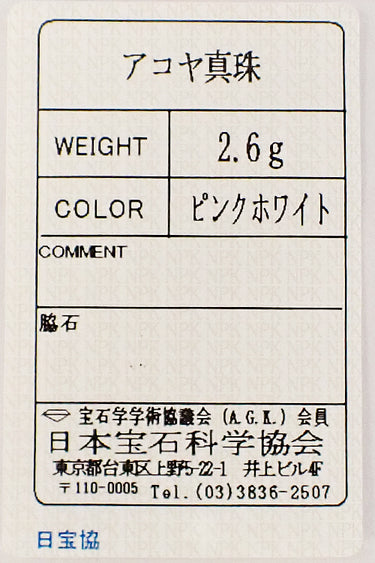 アコヤ真珠
WEIGHT 2.6g
COLOR ピンクホワイト
COMMENT
脇石
宝石学学術協議会 (A.G.K.) 会員
日本宝石科学協会
東京都台東区上野5-22-1 井上ビル4F
〒110-0005 Tel.(03)3836-2507
日宝協